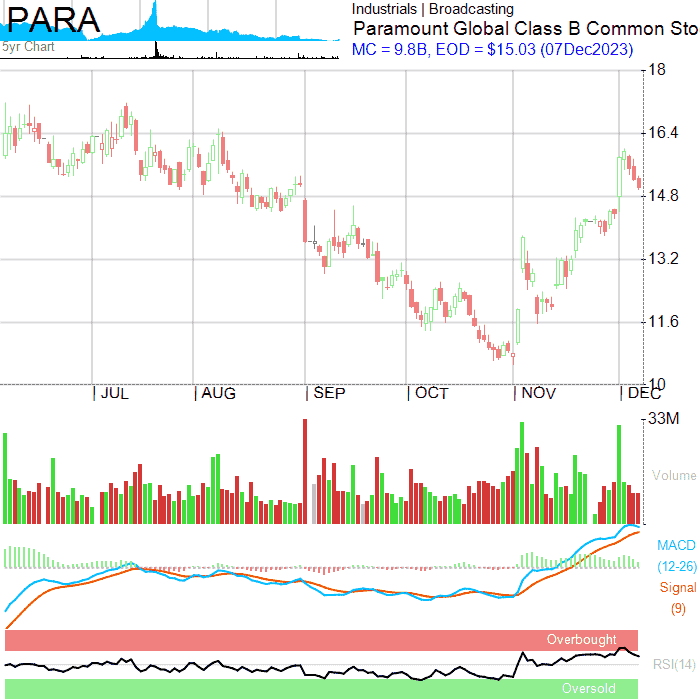 PARA
5yr Chart
Industrials | Broadcasting
Paramount Global Class B Common Sto
MC = 9.8B, EOD = $15.03 (07Dec2023)
18
16.4
14.8
13.2
11.6
10
JUL AUG SEP OCT NOV DEC
33M
Volume
MACD
(12-26)
Signal
(9)
Overbought
RSI(14)
Oversold